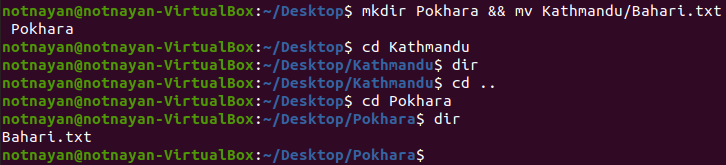 notnayan@notnayan-VirtualBox:~/Desktop$ mkdir Pokhara && mv Kathmandu/Bahari.txt
 Pokhara
notnayan@notnayan-VirtualBox:~/Desktop$ cd Kathmandu
notnayan@notnayan-VirtualBox:~/Desktop/Kathmandu$ dir
notnayan@notnayan-VirtualBox:~/Desktop/Kathmandu$ cd ..
notnayan@notnayan-VirtualBox:~/Desktop$ cd Pokhara
notnayan@notnayan-VirtualBox:~/Desktop/Pokhara$ dir
Bahari.txt
notnayan@notnayan-VirtualBox:~/Desktop/Pokhara$